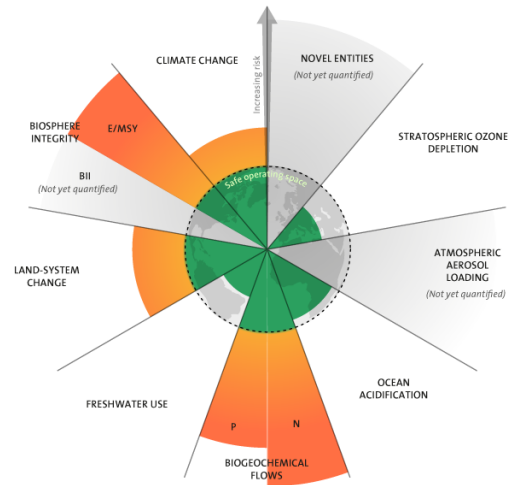 CLIMATE CHANGE
Increasing risk
NOVEL ENTITIES
(Not yet quantified)
STRATOSPHERIC OZONE
DEPLETION
ATMOSPHERIC
AEROSOL
LOADING
(Not yet quantified)
OCEAN
ACIDIFICATION
BIOGEOCHEMICAL
FLOWS
P
N
FRESHWATER USE
LAND-SYSTEM
CHANGE
BIOSPHERE
INTEGRITY
E/MSY
BII
(Not yet quantified)
Safe operating space